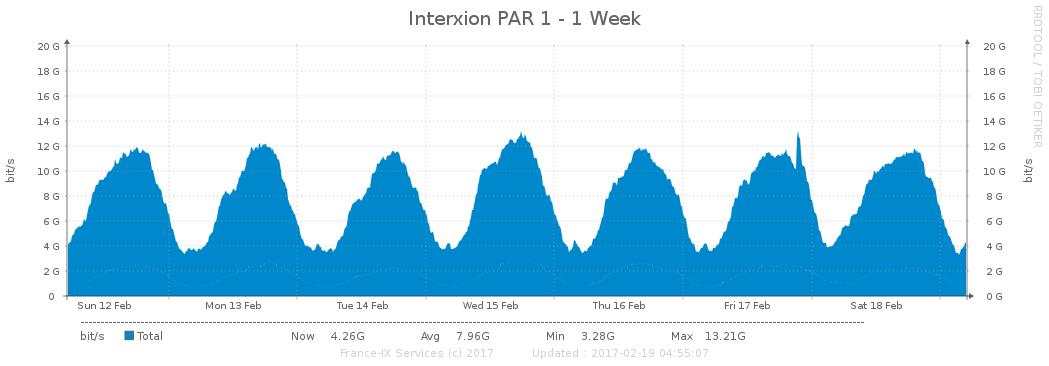 Interxion PAR 1 - 1 Week
RRDTOOL / TOBI OETIKER
bit/s
bit/s
20 G 20 G
18 G 18 G
16 G 16 G
14 G 14 G
12 G 12 G
10 G 10 G
8 G 8 G
6 G 6 G
4 G 4 G
2 G 2 G
0 0 G
Sun 12 Feb Mon 13 Feb Tue 14 Feb Wed 15 Feb Thu 16 Feb Fri 17 Feb Sat 18 Feb
bit/s Total Now 4.26G Avg 7.96G Min 3.28G Max 13.21G
France-IX Services (c) 2017 Updated : 2017-02-19 04:55:07